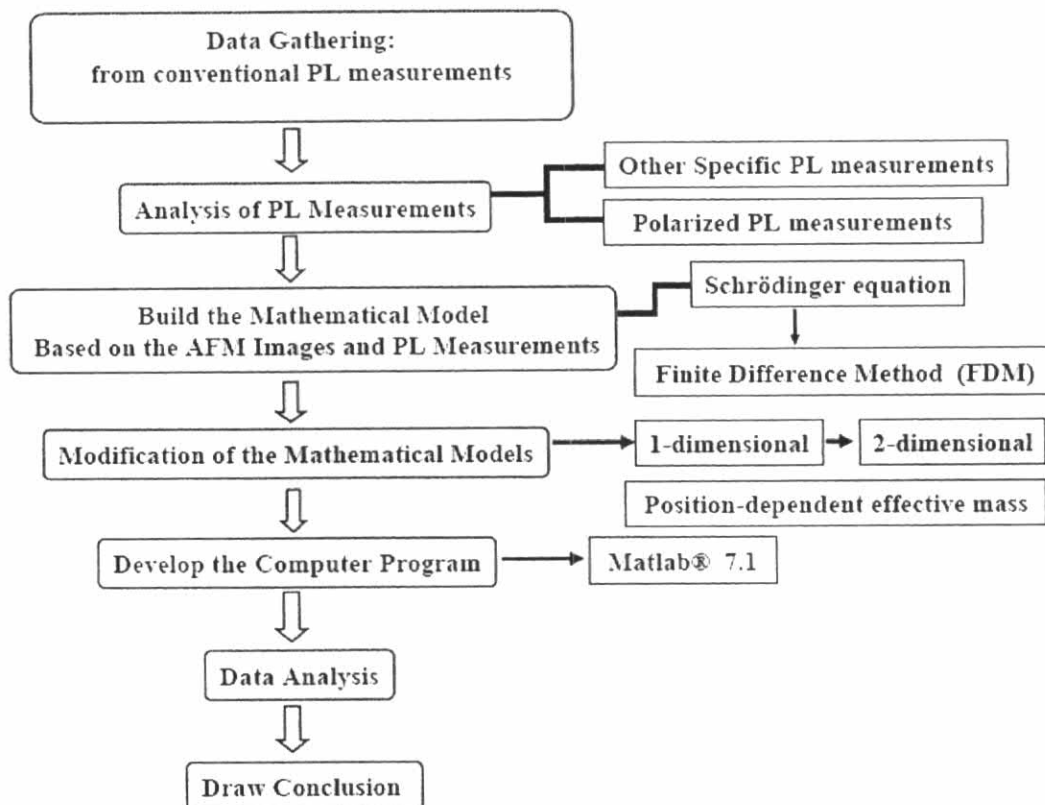 Data Gathering:
from conventional PL measurements
Other Specific PL measurements
Analysis of PL Measurements
Polarized PL measurements
Schrödinger equation
Build the Mathematical Model
Based on the AFM Images and PL Measurements
Finite Difference Method (FDM)
Modification of the Mathematical Models
1-dimensional
2-dimensional
Position-dependent effective mass
Develop the Computer Program
Matlab® 7.1
Data Analysis
Draw Conclusion